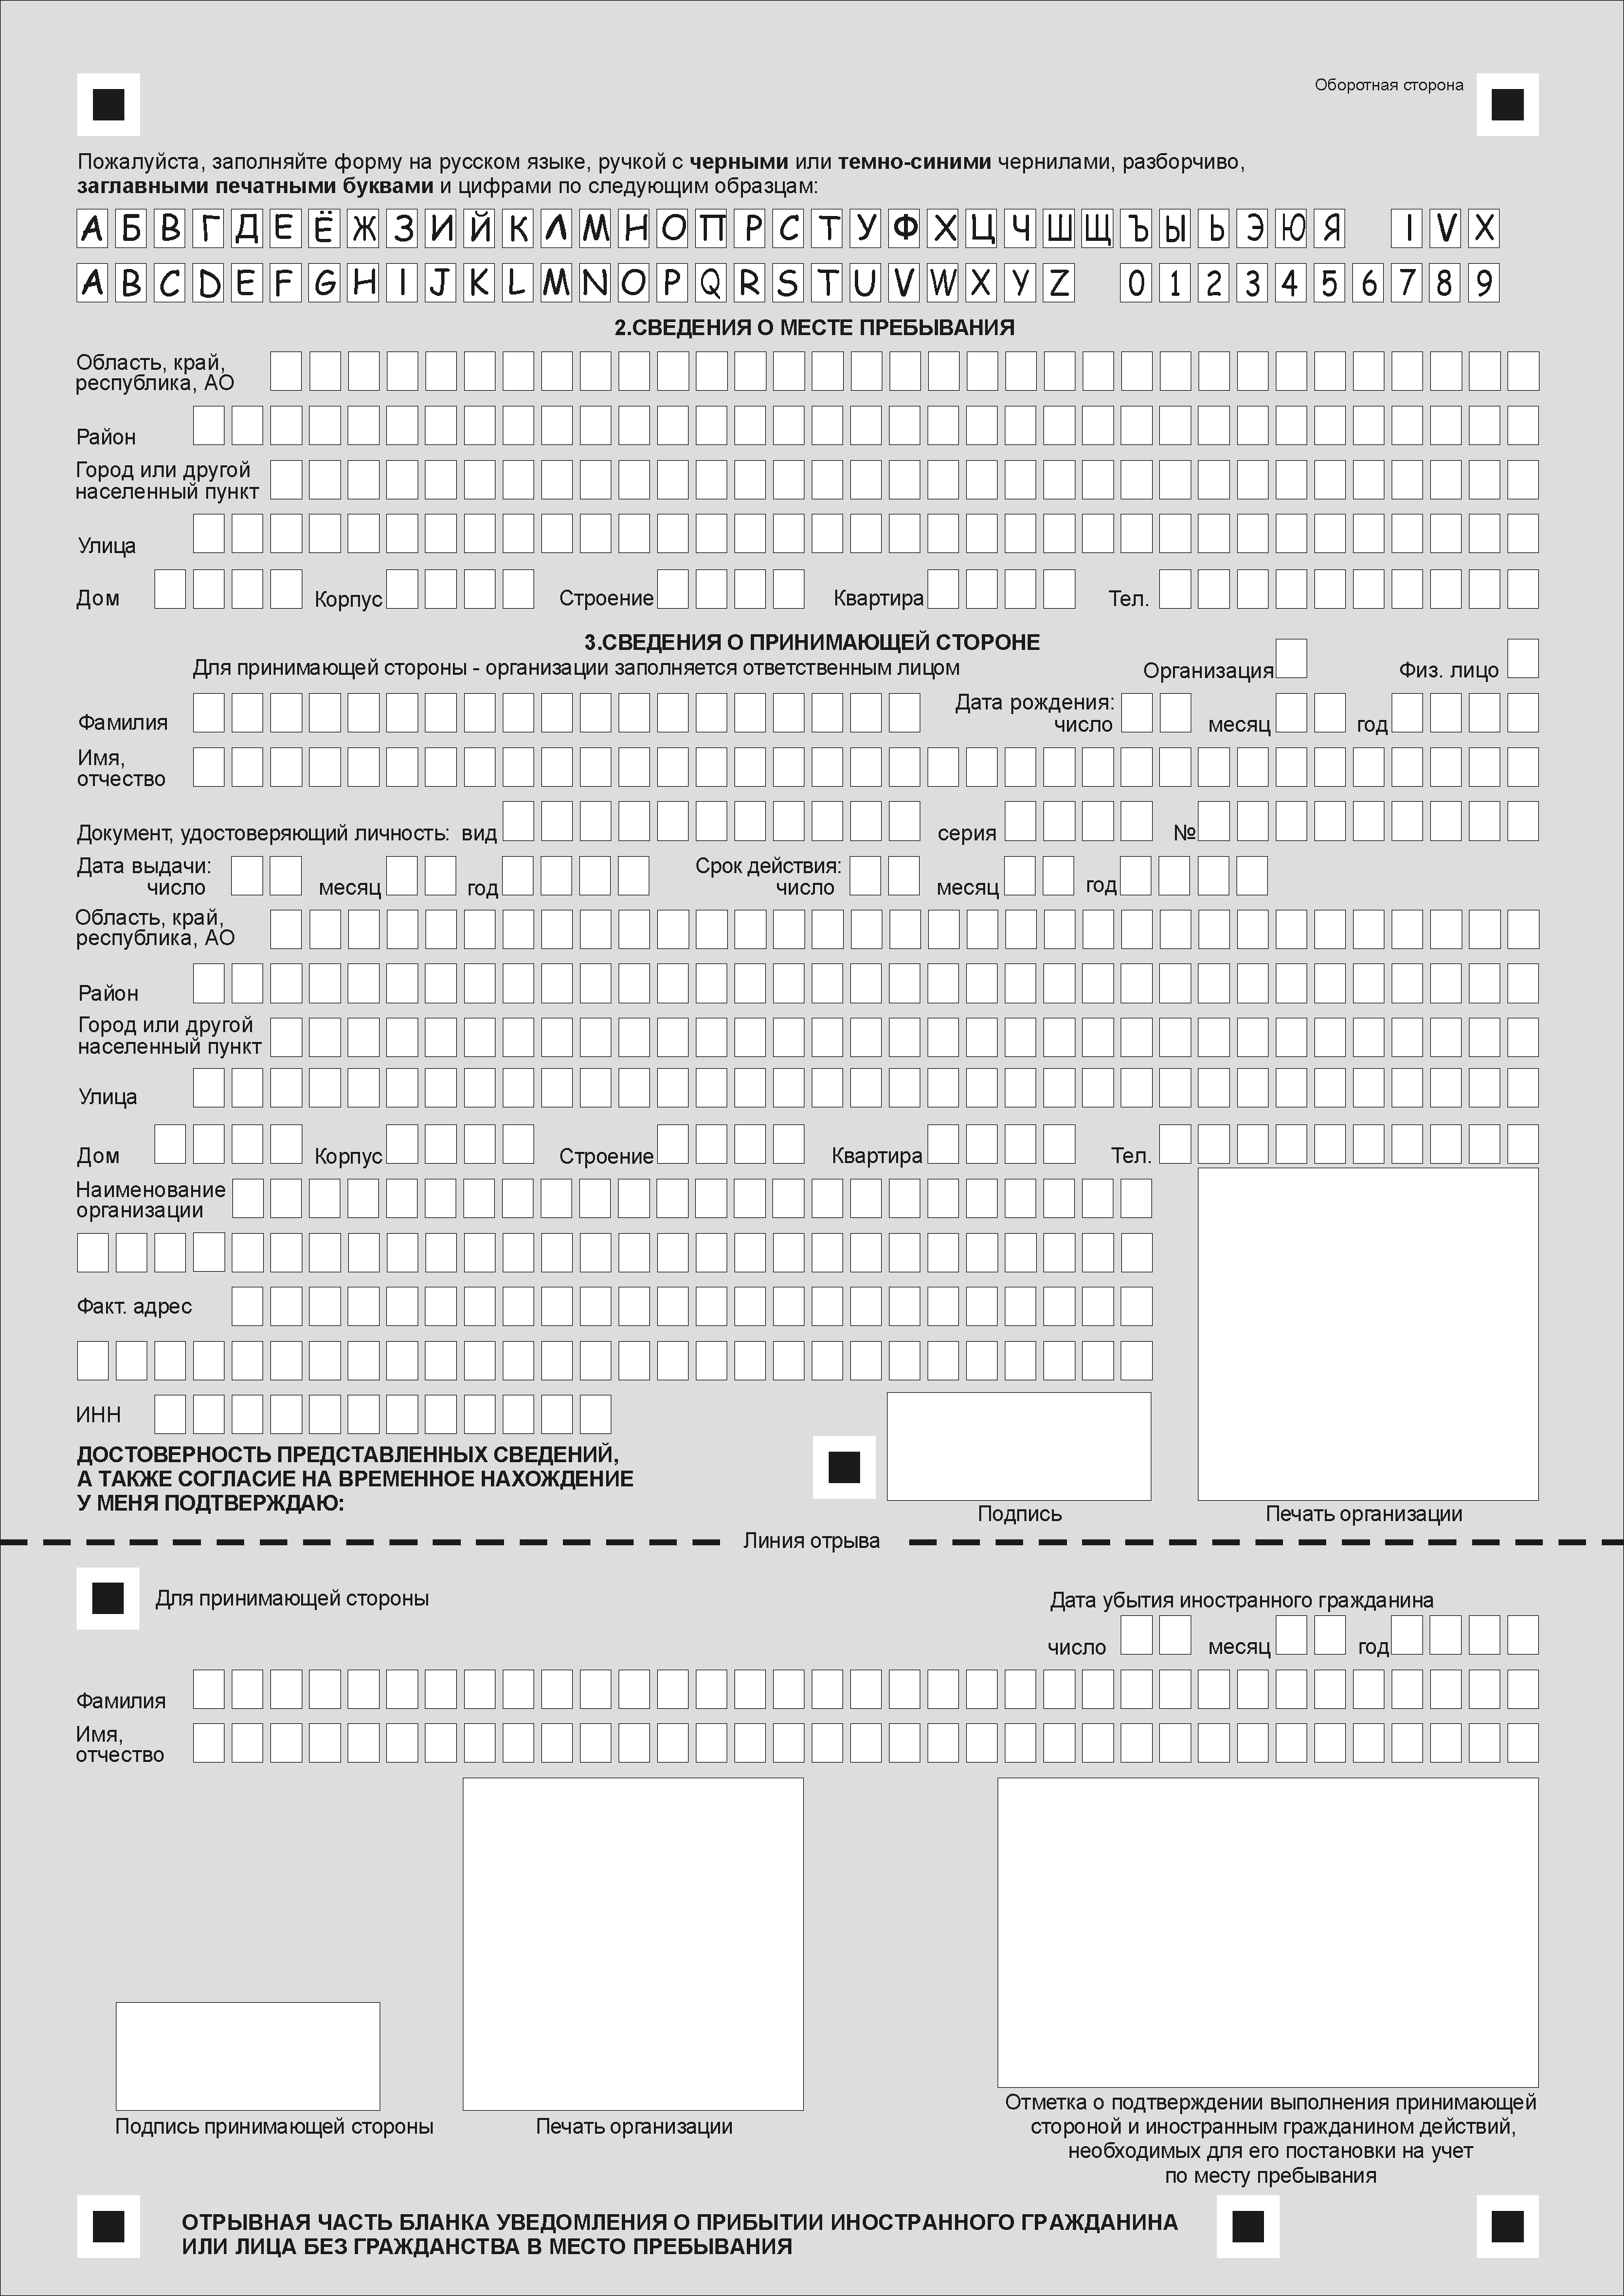 Оборотная сторона
Пожалуйста, заполняйте форму на русском языке, ручкой с черными или темно-синими чернилами, разборчиво,
заглавными печатными буквами и цифрами по следующим образцам:
А Б В Г Д Е Ё Ж З И Й К Л М Н О П Р С Т У Ф Х Ц Ч Ш Щ Ъ Ы Ь Э Ю Я I V X
A B C D E F G H I J K L M N O P Q R S T U V W X Y Z 0 1 2 3 4 5 6 7 8 9
2.СВЕДЕНИЯ О МЕСТЕ ПРЕБЫВАНИЯ
Область, край,
республика, АО
Район
Город или другой
населенный пункт
Улица
Дом Корпус Строение Квартира Тел.
3.СВЕДЕНИЯ О ПРИНИМАЮЩЕЙ СТОРОНЕ
Для принимающей стороны - организации заполняется ответственным лицом Организация Физ. лицо
Фамилия Дата рождения:
число месяц год
Имя,
отчество
Документ, удостоверяющий личность: вид серия №
Дата выдачи: Срок действия:
число месяц год число месяц год
Область, край,
республика, АО
Район
Город или другой
населенный пункт
Улица
Дом Корпус Строение Квартира Тел.
Наименование
организации
Факт. адрес
ИНН
ДОСТОВЕРНОСТЬ ПРЕДСТАВЛЕННЫХ СВЕДЕНИЙ,
А ТАКЖЕ СОГЛАСИЕ НА ВРЕМЕННОЕ НАХОЖДЕНИЕ
У МЕНЯ ПОДТВЕРЖДАЮ:
Подпись Печать организации
Линия отрыва
Для принимающей стороны Дата убытия иностранного гражданина
число месяц год
Фамилия
Имя,
отчество
Подпись принимающей стороны Печать организации
Отметка о подтверждении выполнения принимающей
стороной и иностранным гражданином действий,
необходимых для его постановки на учет
по месту пребывания
ОТРЫВНАЯ ЧАСТЬ БЛАНКА УВЕДОМЛЕНИЯ О ПРИБЫТИИ ИНОСТРАННОГО ГРАЖДАНИНА
ИЛИ ЛИЦА БЕЗ ГРАЖДАНСТВА В МЕСТО ПРЕБЫВАНИЯ